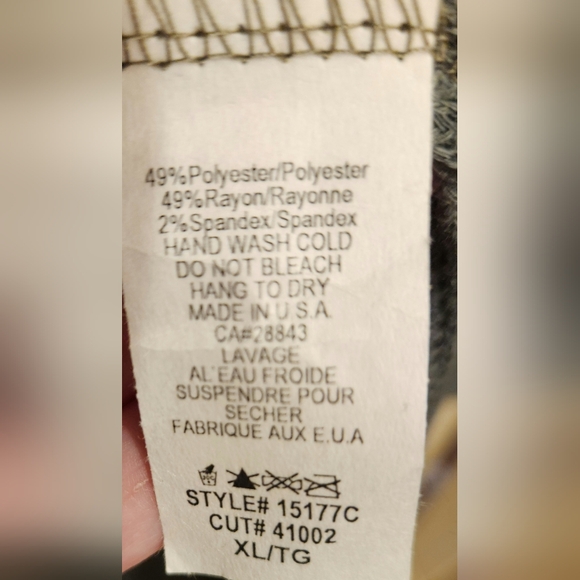 49%Polyester/Polyester
49%Rayon/Rayonne
2%Spandex/Spandex
HAND WASH COLD
DO NOT BLEACH
HANG TO DRY
MADE IN U.S.A.
CA#28843
LAVAGE
AL'EAU FROIDE
SUSPENDRE POUR
SECHER
FABRIQUE AUX E.U.A
STYLE# 15177C
CUT# 41002
XL/TG